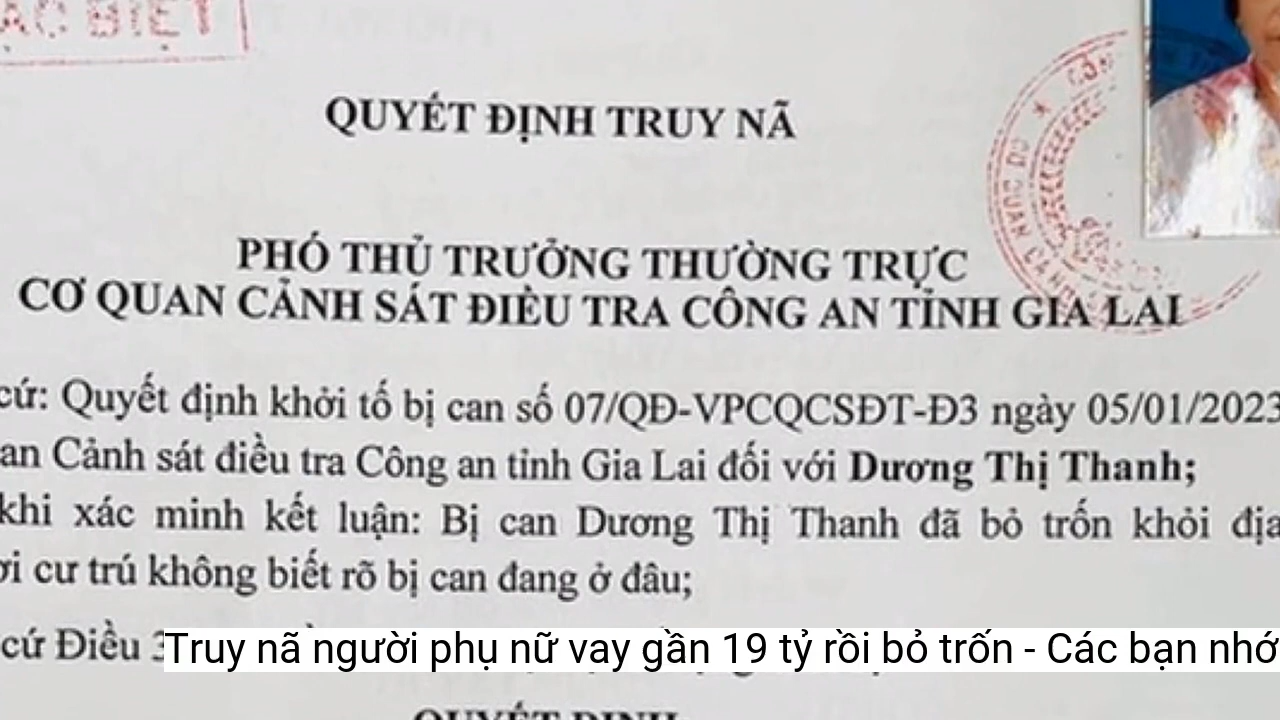 BIỆT
QUYẾT ĐỊNH TRUY NÃ
PHÓ THỦ TRƯỞNG THƯỜNG TRỰC
CƠ QUAN CẢNH SÁT ĐIỀU TRA CÔNG AN TỈNH GIA LAI
cứ: Quyết định khởi tố bị can số 07/QĐ-VPCQCSĐT-Đ3 ngày 05/01/2023
an Cảnh sát điều tra Công an tỉnh Gia Lai đối với Dương Thị Thanh;
khi xác minh kết luận: Bị can Dương Thị Thanh đã bỏ trốn khỏi địa
cư trú không biết rõ bị can đang ở đâu;
cứ Điều 3
Truy nã người phụ nữ vay gần 19 tỷ rồi bỏ trốn - Các bạn nhớ
QUYẾT ĐỊNH